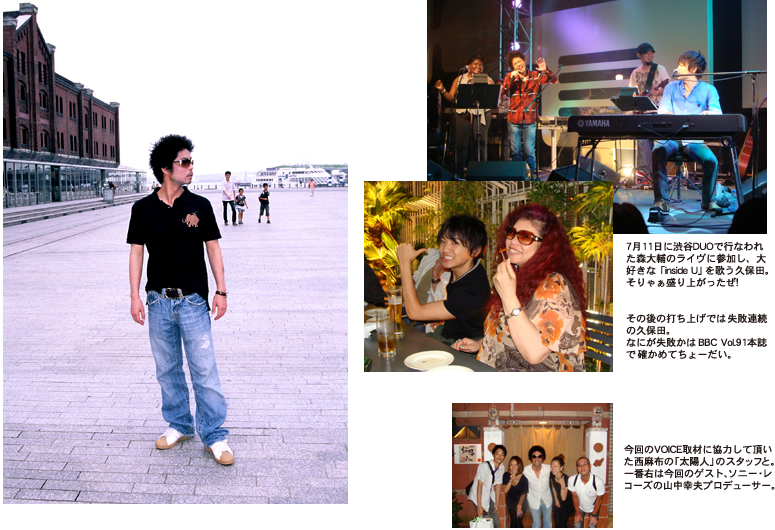 YAMAHA
7月11日に渋谷DUOで行なわれ
た森大輔のライヴに参加し、大
好きな「inside U」を歌う久保田。
そりゃぁ盛り上がったぜ!
その後の打ち上げでは失敗連続
の久保田。
なにが失敗かは BBC Vol.91本誌
で確かめてちょーだい。
今回のVOICE取材に協力して頂い
た西麻布の「太陽人」のスタッフと。
一番右は今回のゲスト、ソニー・レ
コーズの山中幸夫プロデューサー。